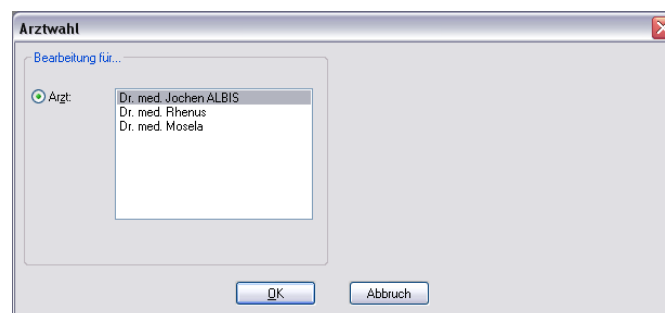 Arztwahl
Bearbeitung für...
Arzt:
Dr. med. Jochen ALBIS
Dr. med. Rhenus
Dr. med. Mosela
OK
Abbruch